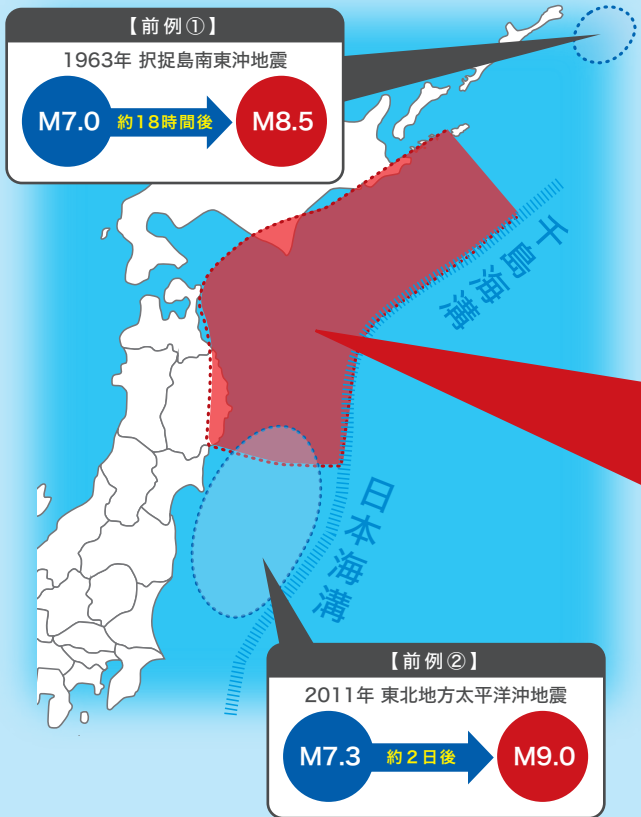 【前例①】
1963年 択捉島南東沖地震
M7.0 約18時間後 M8.5
千島海溝
日本海溝
【前例②】
2011年 東北地方太平洋沖地震
M7.3 約2日後 M9.0